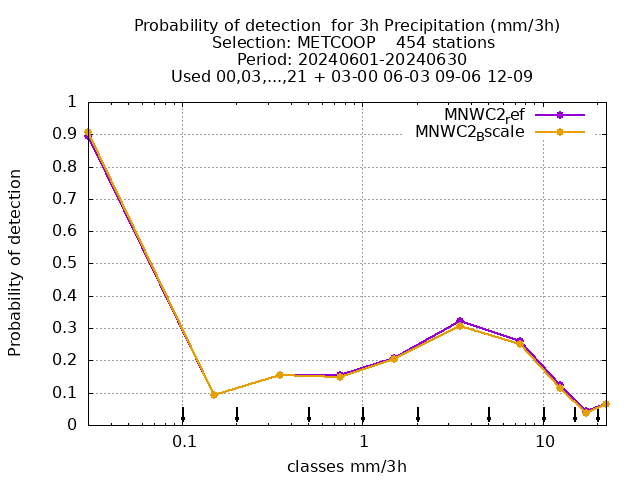 Probability of detection  for 3h Precipitation (mm/3h)
Selection: METCOOP    454 stations
Period: 20240601-20240630
Used 00,03,...,21 + 03-00 06-03 09-06 12-09
MNWC2ref
MNWC2Bscale
1
0.9
0.8
0.7
0.6
0.5
0.4
0.3
0.2
0.1
0
Probability of detection
0.1 1 10
classes mm/3h